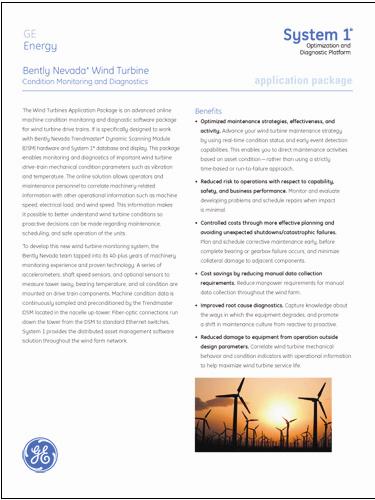 GE
Energy
System 1*
Optimization and
Diagnostic Platform
Bently Nevada* Wind Turbine
Condition Monitoring and Diagnostics
application package
The Wind Turbines Application Package is an advanced online
machine condition monitoring and diagnostic software package
for wind turbine drive trains. It is specifically designed to work
with Bently Nevada Trendmaster* Dynamic Scanning Module
(DSM) hardware and System 1* database and display. This package
enables monitoring and diagnostics of important wind turbine
drive-train mechanical condition parameters such as vibration
and temperature. The online solution allows operators and
maintenance personnel to correlate machinery-related
information with other operational information such as machine
speed, electrical load, and wind speed. This information makes
it possible to better understand wind turbine conditions so
proactive decisions can be made regarding maintenance,
scheduling, and safe operation of the units.
To develop this new wind turbine monitoring system, the
Bently Nevada team tapped into its 40-plus years of machinery
monitoring experience and proven technology. A series of
accelerometers, shaft speed sensors, and optional sensors to
measure tower sway, bearing temperature, and oil condition are
mounted on drive train components. Machine condition data is
continuously sampled and preconditioned by the Trendmaster
DSM located in the nacelle up-tower. Fiber-optic connections run
down the tower from the DSM to standard Ethernet switches.
System 1 provides the distributed asset management software
solution throughout the wind farm network.
Benefits
• Optimized maintenance strategies, effectiveness, and
activity. Advance your wind turbine maintenance strategy
by using real-time condition status and early event detection
capabilities. This enables you to direct maintenance activities
based on asset condition—rather than using a strictly
time-based or run-to-failure approach.
• Reduced risk to operations with respect to capability,
safety, and business performance. Monitor and evaluate
developing problems and schedule repairs when impact
is minimal.
• Controlled costs through more effective planning and
avoiding unexpected shutdowns/catastrophic failures.
Plan and schedule corrective maintenance early, before
complete bearing or gearbox failures occur, and minimize
collateral damage to adjacent components.
• Cost savings by reducing manual data collection
requirements. Reduce manpower requirements for manual
data collection throughout the wind farm.
• Improved root cause diagnostics. Capture knowledge about
the ways in which the equipment degrades, and promote
a shift in maintenance culture from reactive to proactive.
• Reduced damage to equipment from operation outside
design parameters. Correlate wind turbine mechanical
behavior and condition indicators with operational information
to help maximize wind turbine service life.
GE